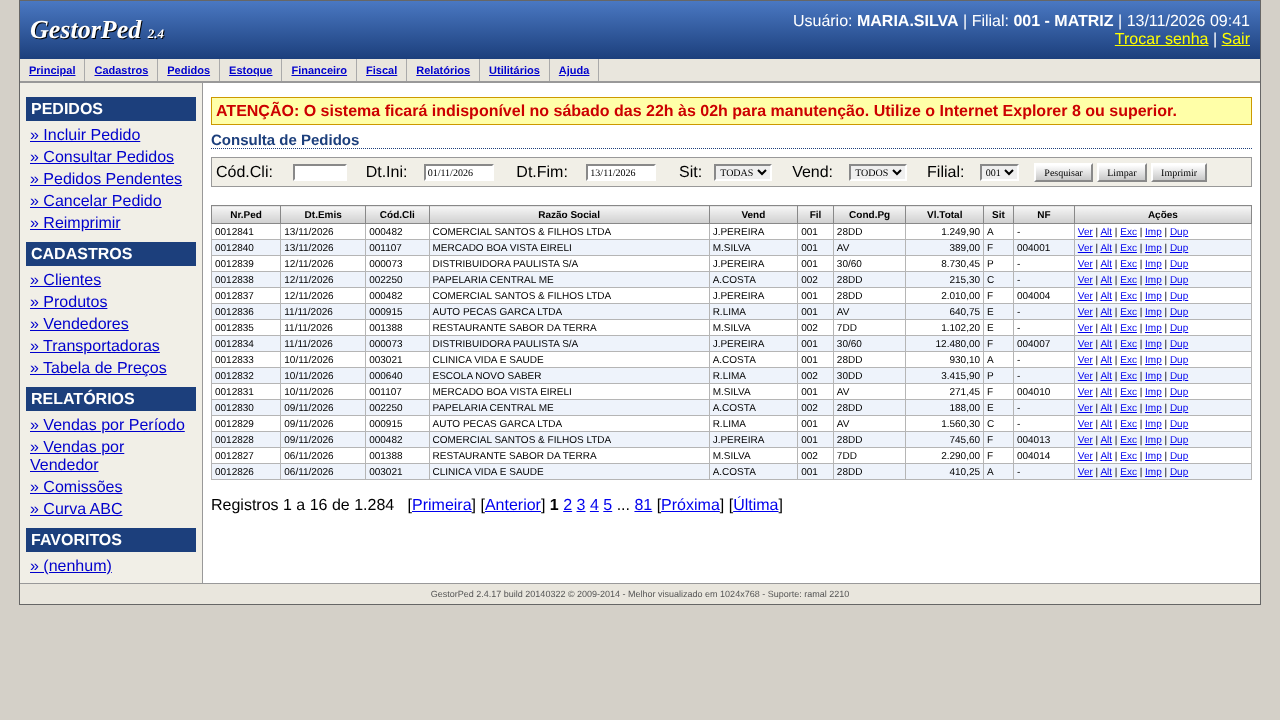 GestorPed 2.4
Usuário: MARIA.SILVA | Filial: 001 - MATRIZ | 13/11/2026 09:41
Trocar senha | Sair
Principal Cadastros Pedidos Estoque Financeiro Fiscal Relatórios Utilitários Ajuda
PEDIDOS
» Incluir Pedido
» Consultar Pedidos
» Pedidos Pendentes
» Cancelar Pedido
» Reimprimir
CADASTROS
» Clientes
» Produtos
» Vendedores
» Transportadoras
» Tabela de Preços
RELATÓRIOS
» Vendas por Período
» Vendas por
Vendedor
» Comissões
» Curva ABC
FAVORITOS
» (nenhum)
ATENÇÃO: O sistema ficará indisponível no sábado das 22h às 02h para manutenção. Utilize o Internet Explorer 8 ou superior.
Consulta de Pedidos
Cód.Cli: Dt.Ini: 01/11/2026 Dt.Fim: 13/11/2026 Sit: TODAS Vend: TODOS Filial: 001 Pesquisar Limpar Imprimir
Nr.Ped Dt.Emis Cód.Cli Razão Social Vend Fil Cond.Pg Vl.Total Sit NF Ações
0012841 13/11/2026 000482 COMERCIAL SANTOS & FILHOS LTDA J.PEREIRA 001 28DD 1.249,90 A - Ver | Alt | Exc | Imp | Dup
0012840 13/11/2026 001107 MERCADO BOA VISTA EIRELI M.SILVA 001 AV 389,00 F 004001 Ver | Alt | Exc | Imp | Dup
0012839 12/11/2026 000073 DISTRIBUIDORA PAULISTA S/A J.PEREIRA 001 30/60 8.730,45 P - Ver | Alt | Exc | Imp | Dup
0012838 12/11/2026 002250 PAPELARIA CENTRAL ME A.COSTA 002 28DD 215,30 C - Ver | Alt | Exc | Imp | Dup
0012837 12/11/2026 000482 COMERCIAL SANTOS & FILHOS LTDA J.PEREIRA 001 28DD 2.010,00 F 004004 Ver | Alt | Exc | Imp | Dup
0012836 11/11/2026 000915 AUTO PECAS GARCA LTDA R.LIMA 001 AV 640,75 E - Ver | Alt | Exc | Imp | Dup
0012835 11/11/2026 001388 RESTAURANTE SABOR DA TERRA M.SILVA 002 7DD 1.102,20 E - Ver | Alt | Exc | Imp | Dup
0012834 11/11/2026 000073 DISTRIBUIDORA PAULISTA S/A J.PEREIRA 001 30/60 12.480,00 F 004007 Ver | Alt | Exc | Imp | Dup
0012833 10/11/2026 003021 CLINICA VIDA E SAUDE A.COSTA 001 28DD 930,10 A - Ver | Alt | Exc | Imp | Dup
0012832 10/11/2026 000640 ESCOLA NOVO SABER R.LIMA 002 30DD 3.415,90 P - Ver | Alt | Exc | Imp | Dup
0012831 10/11/2026 001107 MERCADO BOA VISTA EIRELI M.SILVA 001 AV 271,45 F 004010 Ver | Alt | Exc | Imp | Dup
0012830 09/11/2026 002250 PAPELARIA CENTRAL ME A.COSTA 002 28DD 188,00 E - Ver | Alt | Exc | Imp | Dup
0012829 09/11/2026 000915 AUTO PECAS GARCA LTDA R.LIMA 001 AV 1.560,30 C - Ver | Alt | Exc | Imp | Dup
0012828 09/11/2026 000482 COMERCIAL SANTOS & FILHOS LTDA J.PEREIRA 001 28DD 745,60 F 004013 Ver | Alt | Exc | Imp | Dup
0012827 06/11/2026 001388 RESTAURANTE SABOR DA TERRA M.SILVA 002 7DD 2.290,00 F 004014 Ver | Alt | Exc | Imp | Dup
0012826 06/11/2026 003021 CLINICA VIDA E SAUDE A.COSTA 001 28DD 410,25 A - Ver | Alt | Exc | Imp | Dup
Registros 1 a 16 de 1.284 [Primeira] [Anterior] 1 2 3 4 5 ... 81 [Próxima] [Última]
GestorPed 2.4.17 build 20140322 © 2009-2014 - Melhor visualizado em 1024x768 - Suporte: ramal 2210